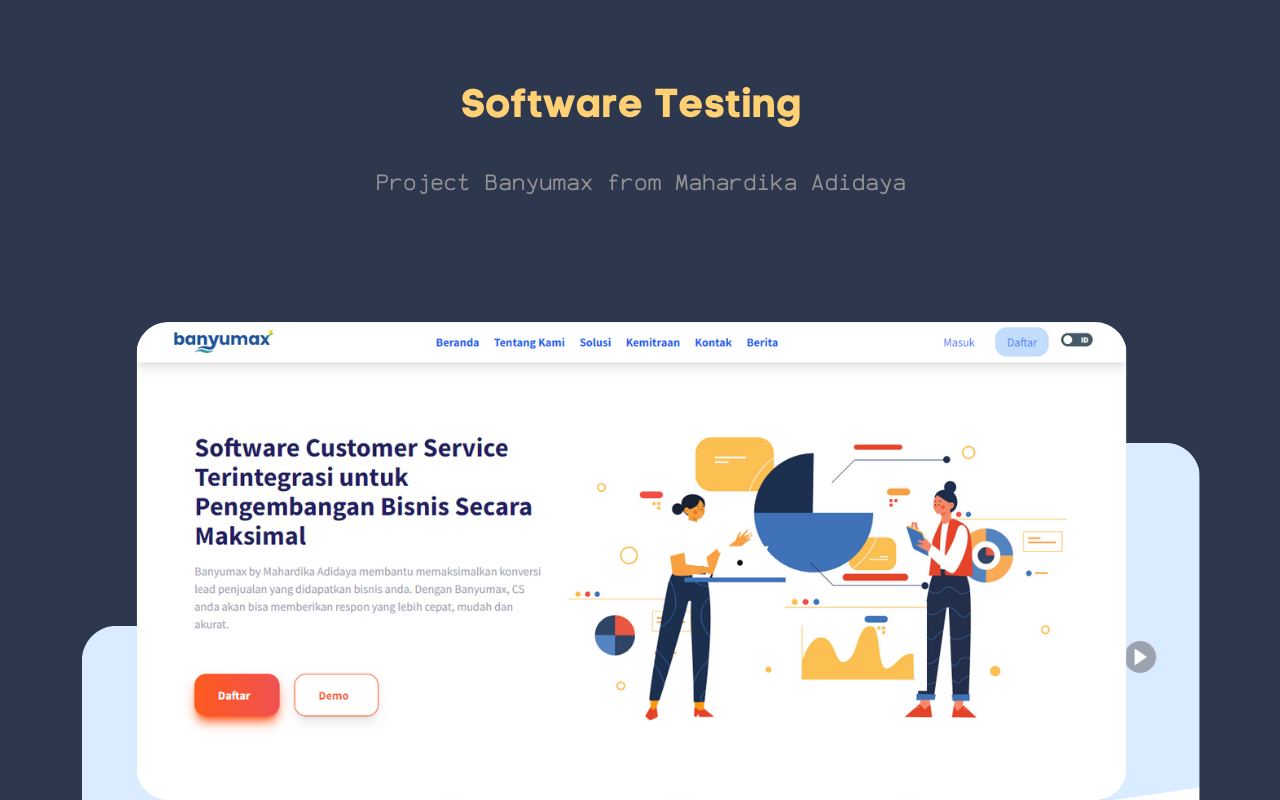 Software Testing
Project Banyumax from Mahardika Adidaya
banyumax
Beranda Tentang Kami Solusi Kemitraan Kontak Berita
Masuk Daftar ID
Software Customer Service
Terintegrasi untuk
Pengembangan Bisnis Secara
Maksimal
Banyumax by Mahardika Adidaya membantu memaksimalkan konversi
lead penjualan yang didapatkan bisnis anda. Dengan Banyumax, CS
anda akan bisa memberikan respon yang lebih cepat, mudah dan
akurat.
Daftar Demo